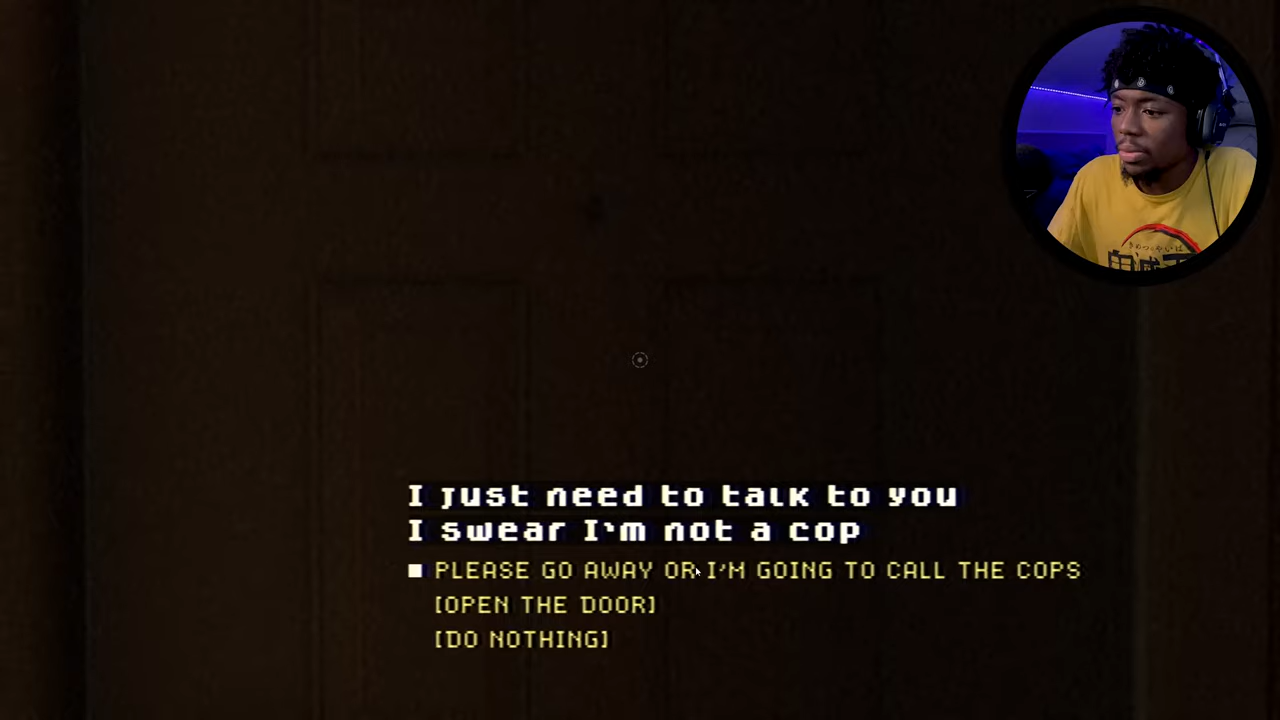 I just need to talk to you
I swear I'm not a cop
PLEASE GO AWAY OR I'M GOING TO CALL THE COPS
[OPEN THE DOOR]
[DO NOTHING]